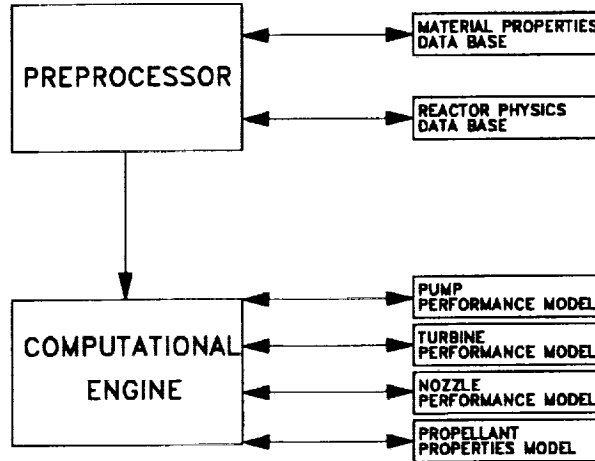 MATERIAL PROPERTIES
DATA BASE
PREPROCESSOR
REACTOR PHYSICS
DATA BASE
PUMP
PERFORMANCE MODEL
COMPUTATIONAL
ENGINE
TURBINE
PERFORMANCE MODEL
NOZZLE
PERFORMANCE MODEL
PROPELLANT
PROPERTIES MODEL